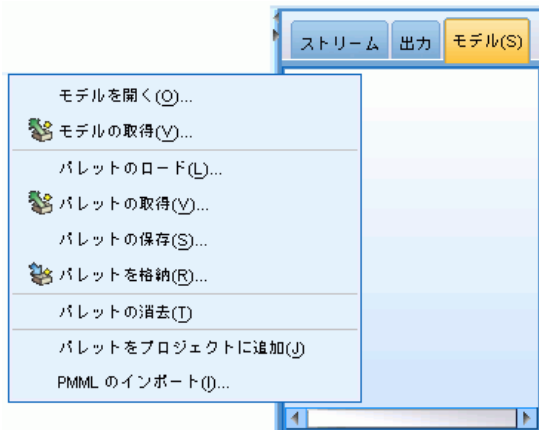 ストリーム 出力 モデル(S)
モデルを開く(O)...
モデルの取得(V)...
パレットのロード(L)...
パレットの取得(V)...
パレットの保存(S)...
パレットを格納(R)...
パレットの消去(T)
パレットをプロジェクトに追加(J)
PMML のインポート(I)...